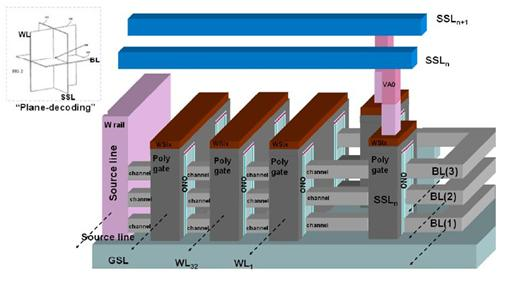 SSLn+1
WL
BL
SSL
"Plane-decoding"
SSLn
VA0
W rail
Source line
WSix
WSix
WSix
WSix
Poly gate
Poly gate
Poly gate
Poly gate
ONO
ONO
ONO
ONO
channel
channel
channel
channel
channel
channel
channel
channel
channel
SSLn
BL(3)
BL(2)
BL(1)
Source line
GSL
WL32
WL1